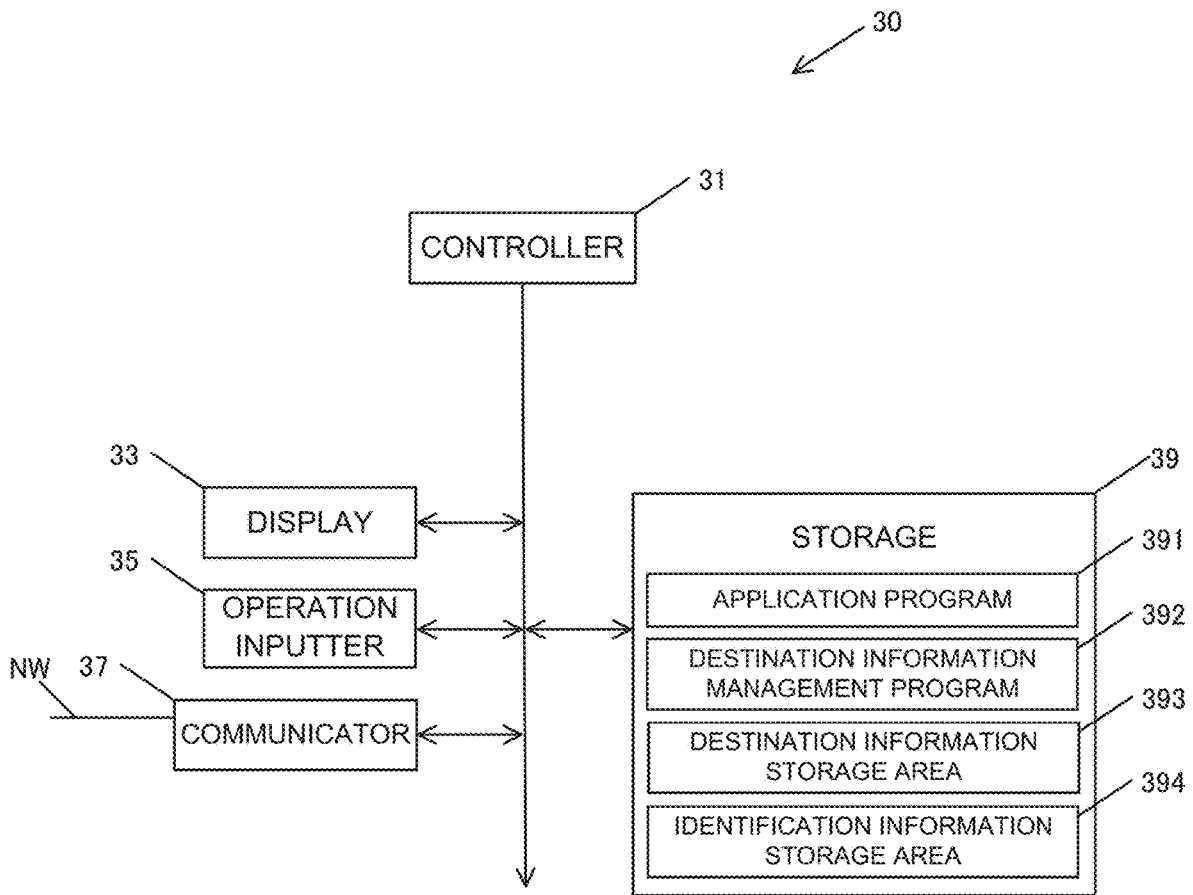 30
31
CONTROLLER
33
DISPLAY
39
STORAGE
391
APPLICATION PROGRAM
35
OPERATION
INPUTTER
392
DESTINATION INFORMATION
MANAGEMENT PROGRAM
NW
37
COMMUNICATOR
393
DESTINATION INFORMATION
STORAGE AREA
394
IDENTIFICATION INFORMATION
STORAGE AREA